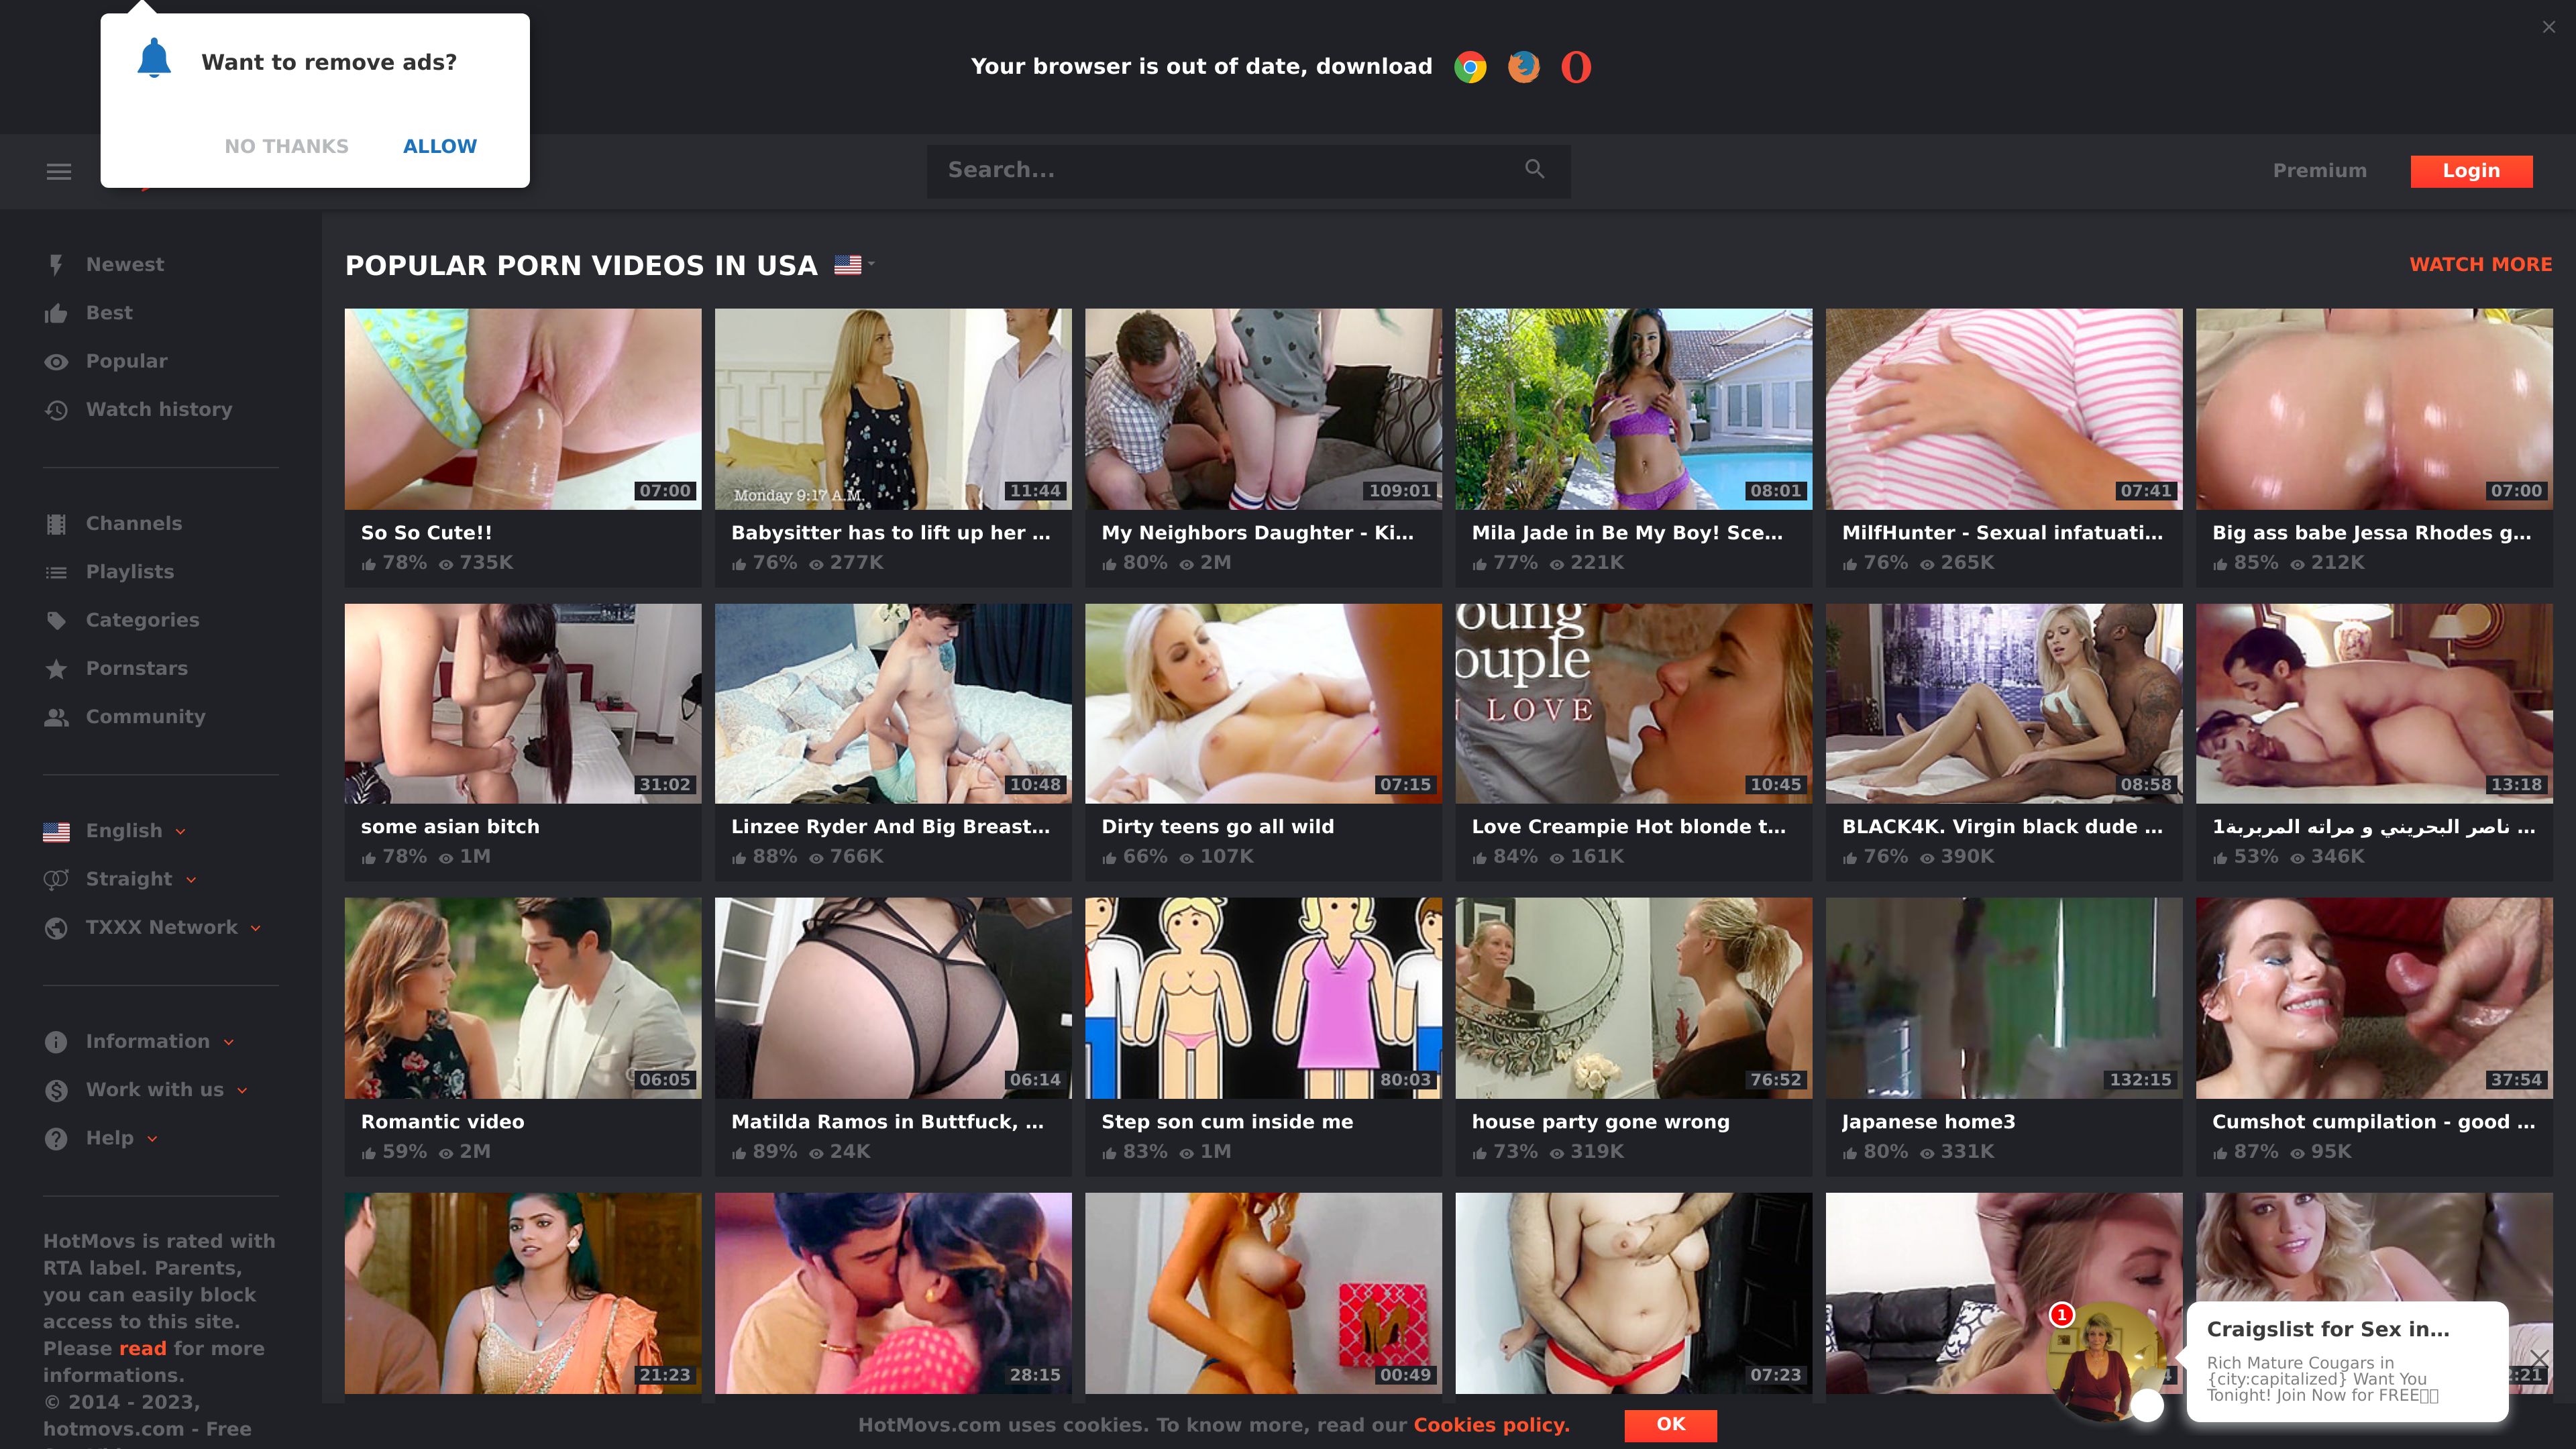 Want to remove ads?
NO THANKS
ALLOW
Your browser is out of date, download
Search...
Premium
Login
Newest
Best
Popular
Watch history
Channels
Playlists
Categories
Pornstars
Community
English
Straight
TXXX Network
Information
Work with us
Help
HotMovs is rated with
RTA label. Parents,
you can easily block
access to this site.
Please read for more
informations.
© 2014 - 2023,
hotmovs.com - Free
POPULAR PORN VIDEOS IN USA
WATCH MORE
07:00
Monday 9:17 A.M.
11:44
109:01
08:01
07:41
07:00
So So Cute!!
78% 735K
Babysitter has to lift up her ...
76% 277K
My Neighbors Daughter - Ki...
80% 2M
Mila Jade in Be My Boy! Sce...
77% 221K
MilfHunter - Sexual infatuati...
76% 265K
Big ass babe Jessa Rhodes g...
85% 212K
31:02
10:48
07:15
oung
ouple
LOVE
10:45
08:58
13:18
some asian bitch
78% 1M
Linzee Ryder And Big Breast...
88% 766K
Dirty teens go all wild
66% 107K
Love Creampie Hot blonde t...
84% 161K
BLACK4K. Virgin black dude ...
76% 390K
ناصر البحريني و مراته المربربة1 ...
53% 346K
06:05
06:14
80:03
76:52
132:15
37:54
Romantic video
59% 2M
Matilda Ramos in Buttfuck, ...
89% 24K
Step son cum inside me
83% 1M
house party gone wrong
73% 319K
Japanese home3
80% 331K
Cumshot cumpilation - good ...
87% 95K
21:23
28:15
00:49
07:23
1
Craigslist for Sex in...
Rich Mature Cougars in
{city:capitalized} Want You
Tonight! Join Now for FREE
HotMovs.com uses cookies. To know more, read our Cookies policy.
OK